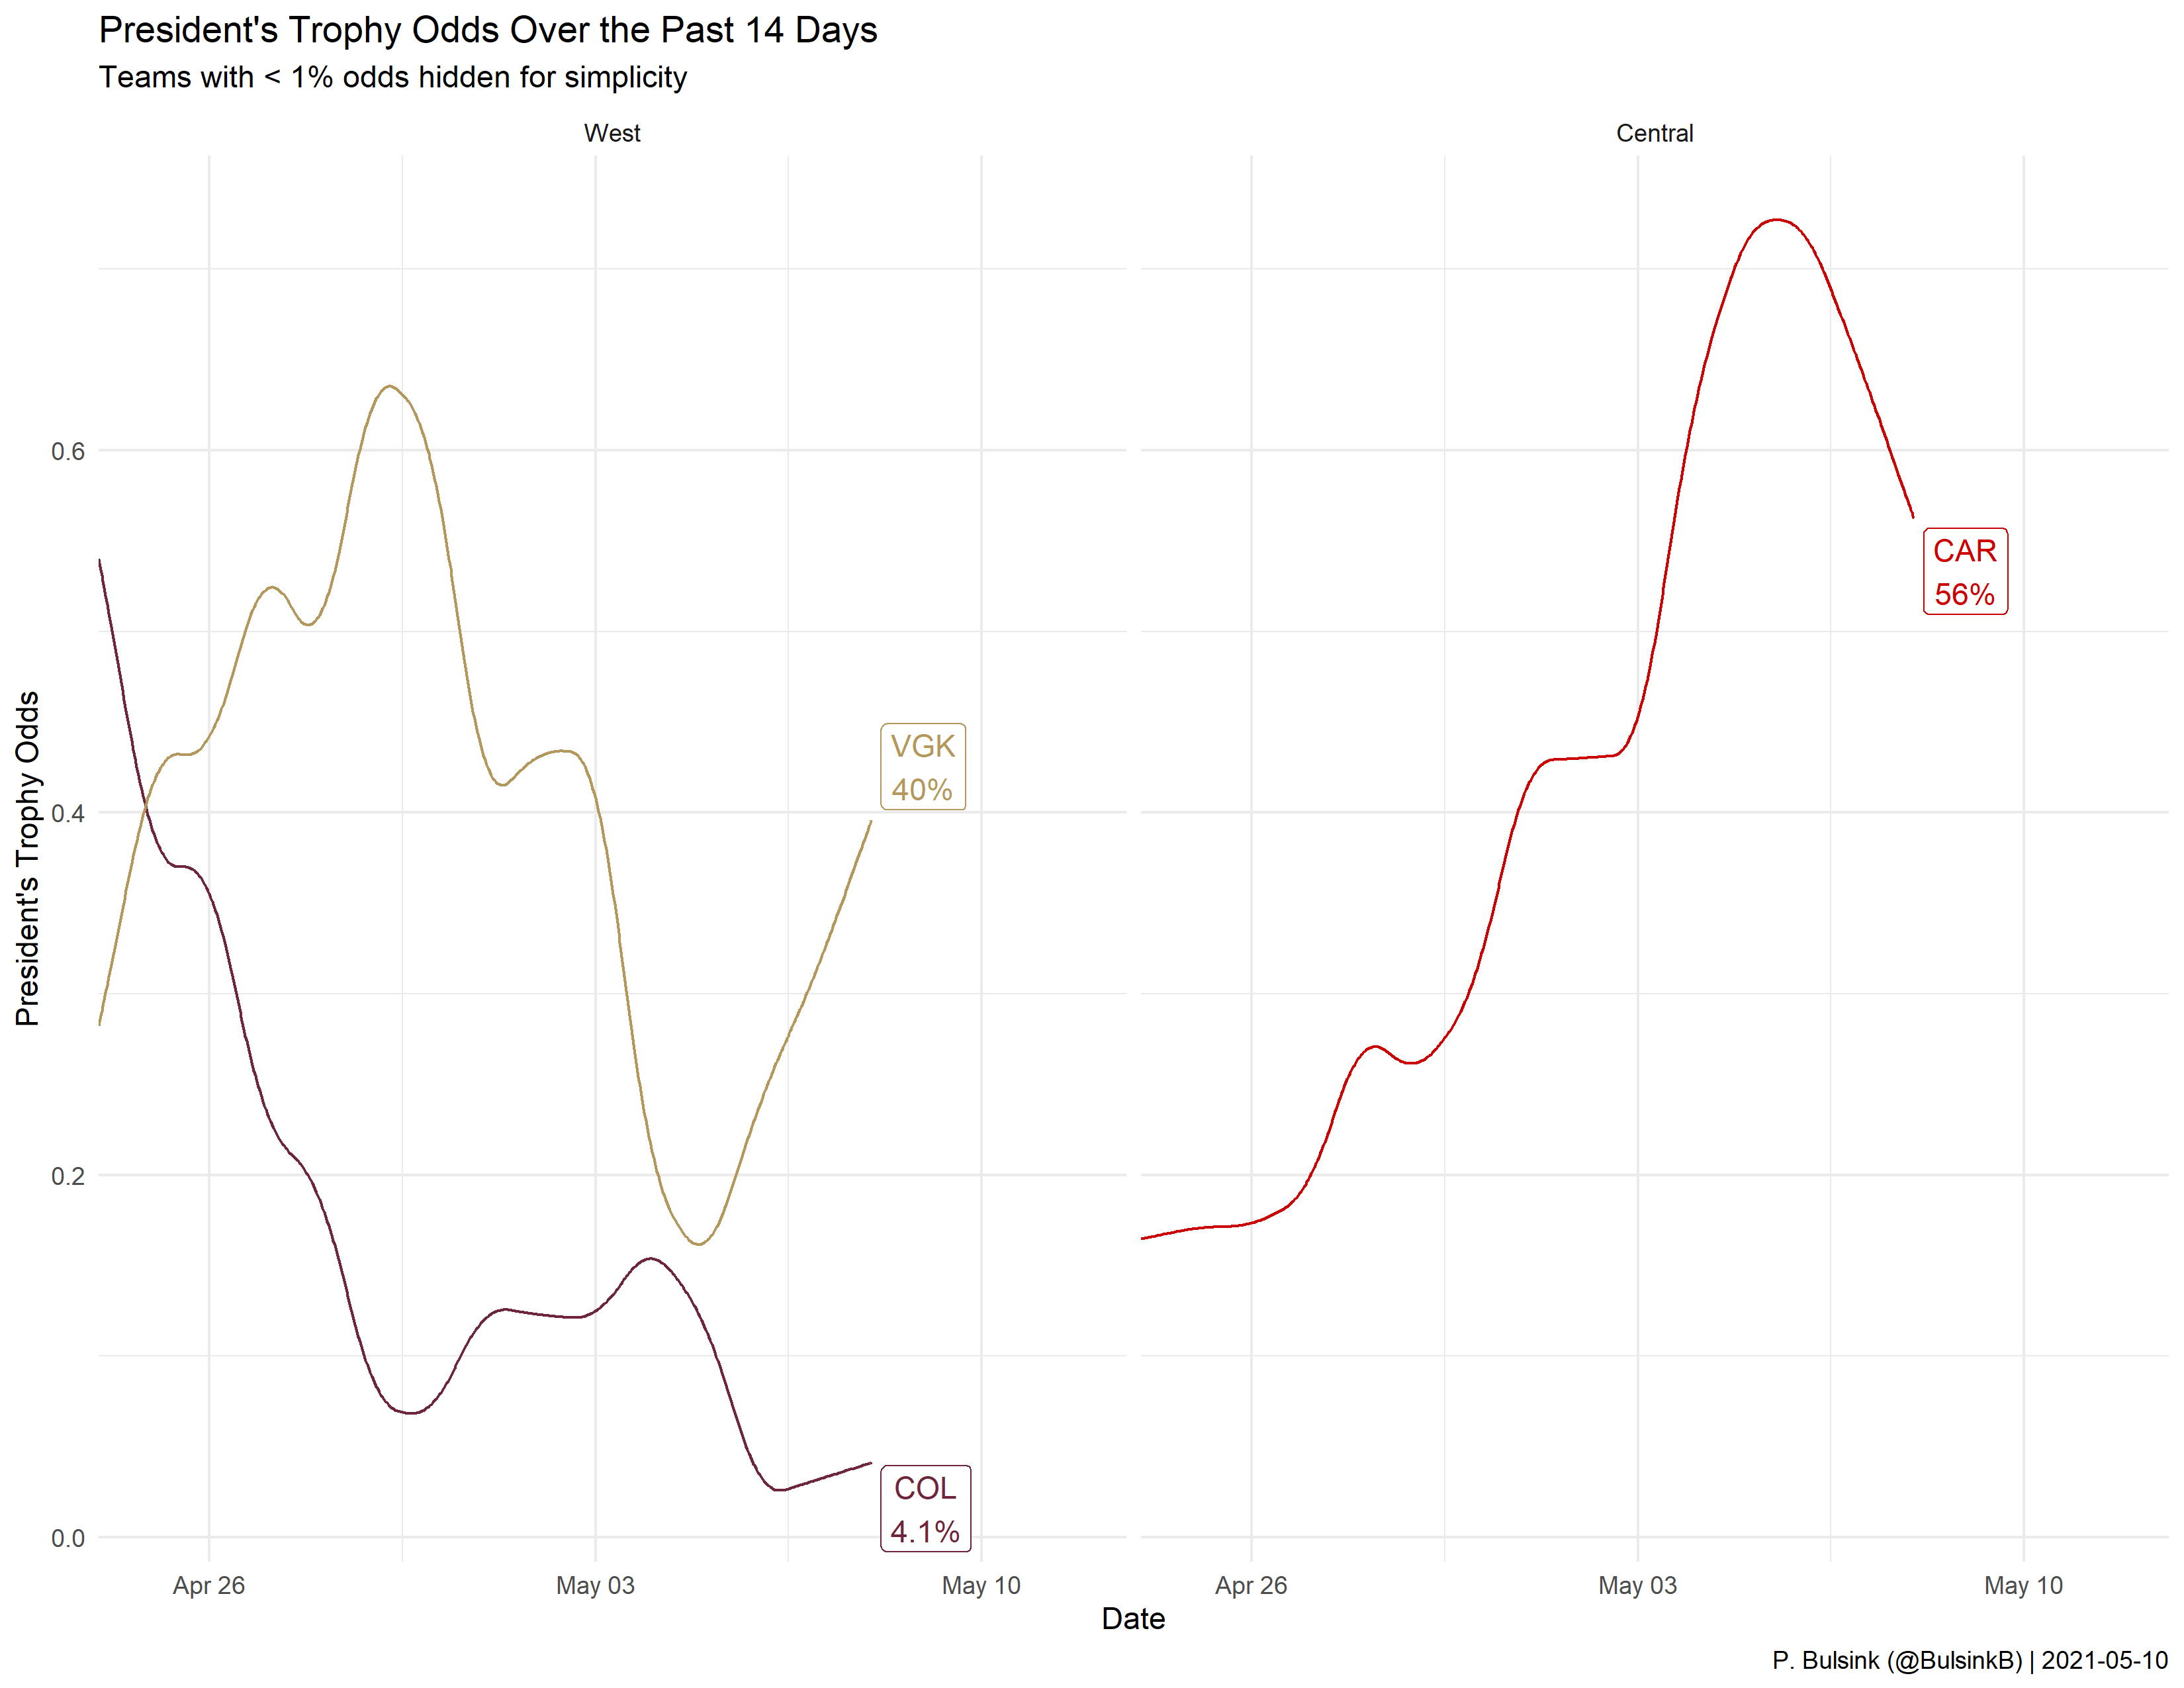 President's Trophy Odds Over the Past 14 Days
Teams with < 1% odds hidden for simplicity
West
Central
President's Trophy Odds
0.6
0.4
0.2
0.0
VGK
40%
COL
4.1%
CAR
56%
Apr 26
May 03
May 10
Apr 26
May 03
May 10
Date
P. Bulsink (@BulsinkB) | 2021-05-10